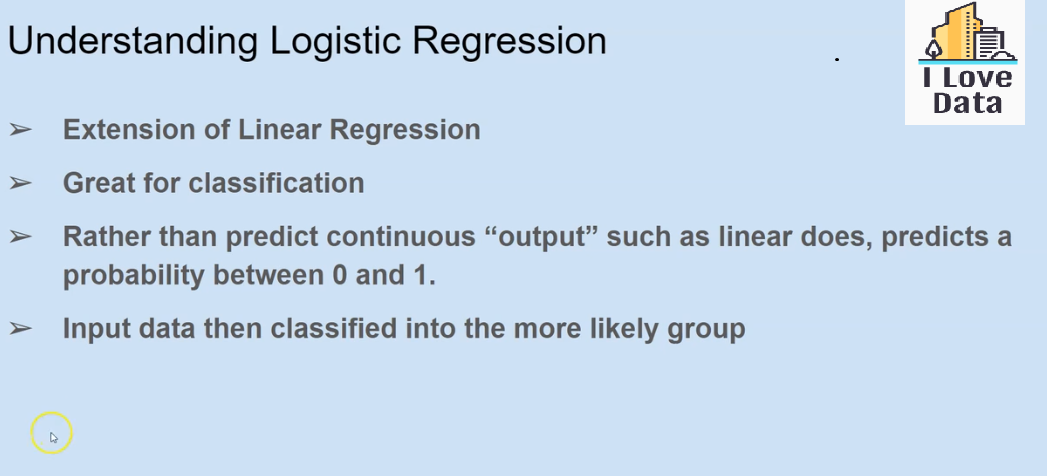 Understanding Logistic Regression
I Love
Data
➢ Extension of Linear Regression
➢ Great for classification
➢ Rather than predict continuous “output” such as linear does, predicts a
probability between 0 and 1.
➢ Input data then classified into the more likely group